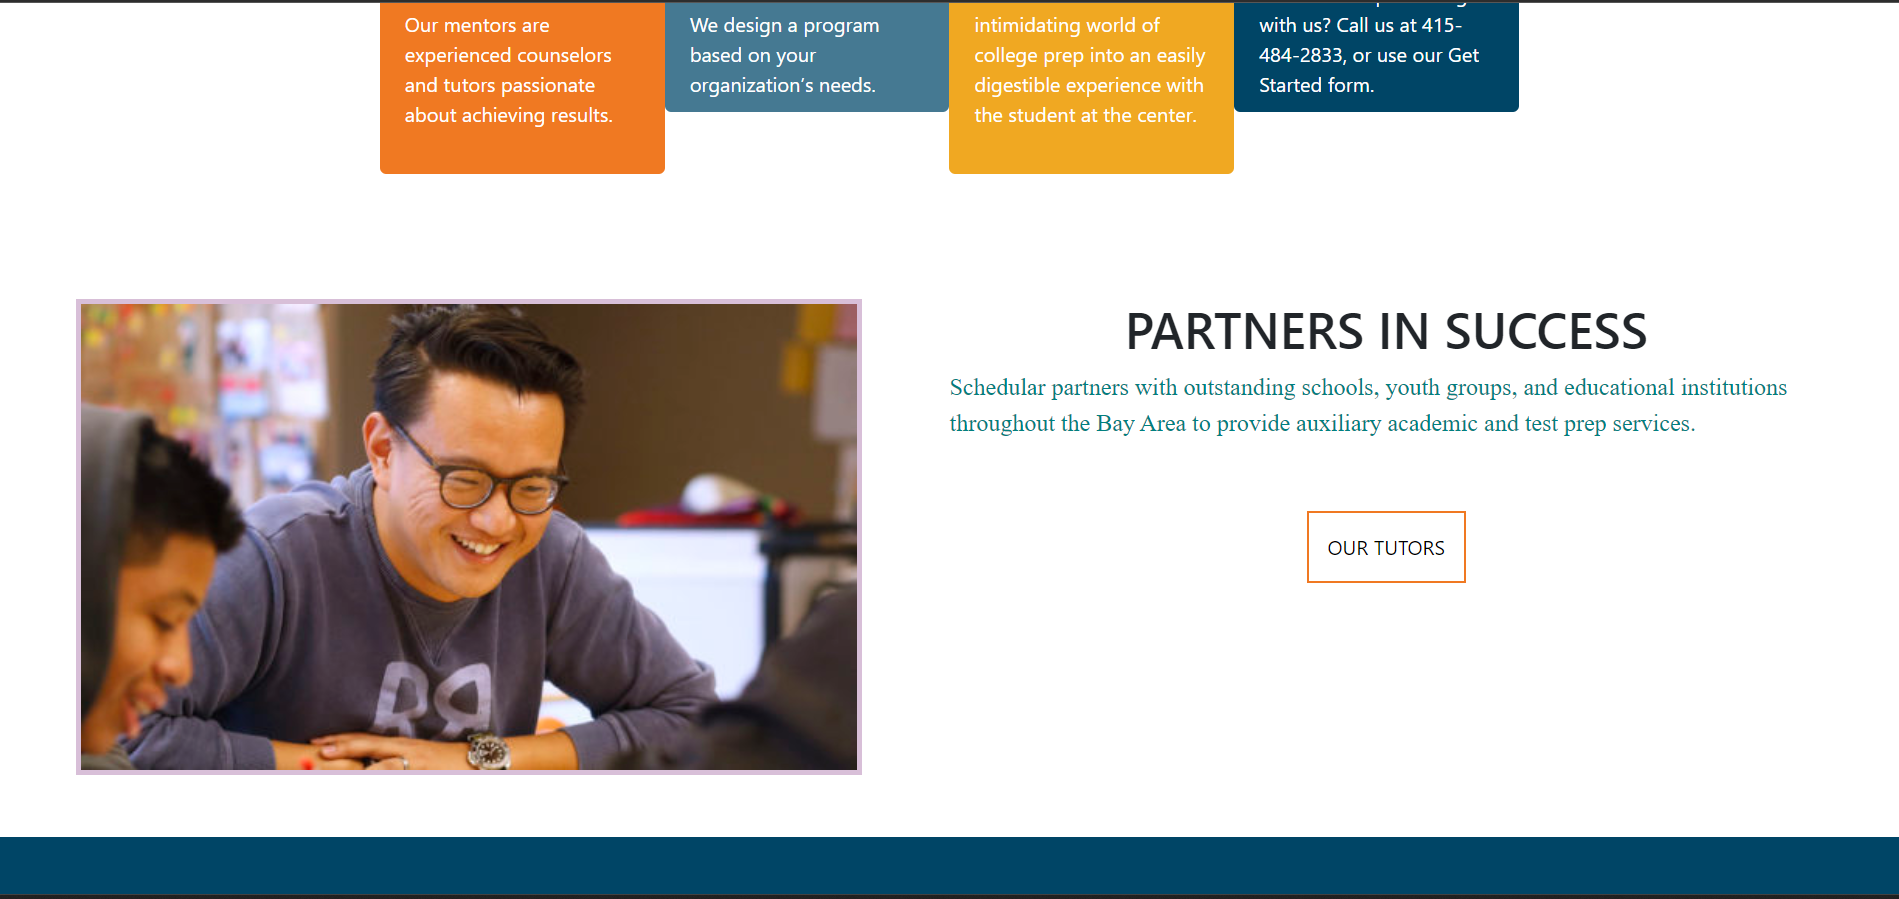 Our mentors are
experienced counselors
and tutors passionate
about achieving results.
We design a program
based on your
organization’s needs.
intimidating world of
college prep into an easily
digestible experience with
the student at the center.
with us? Call us at 415-
484-2833, or use our Get
Started form.
PARTNERS IN SUCCESS
Schedular partners with outstanding schools, youth groups, and educational institutions
throughout the Bay Area to provide auxiliary academic and test prep services.
OUR TUTORS